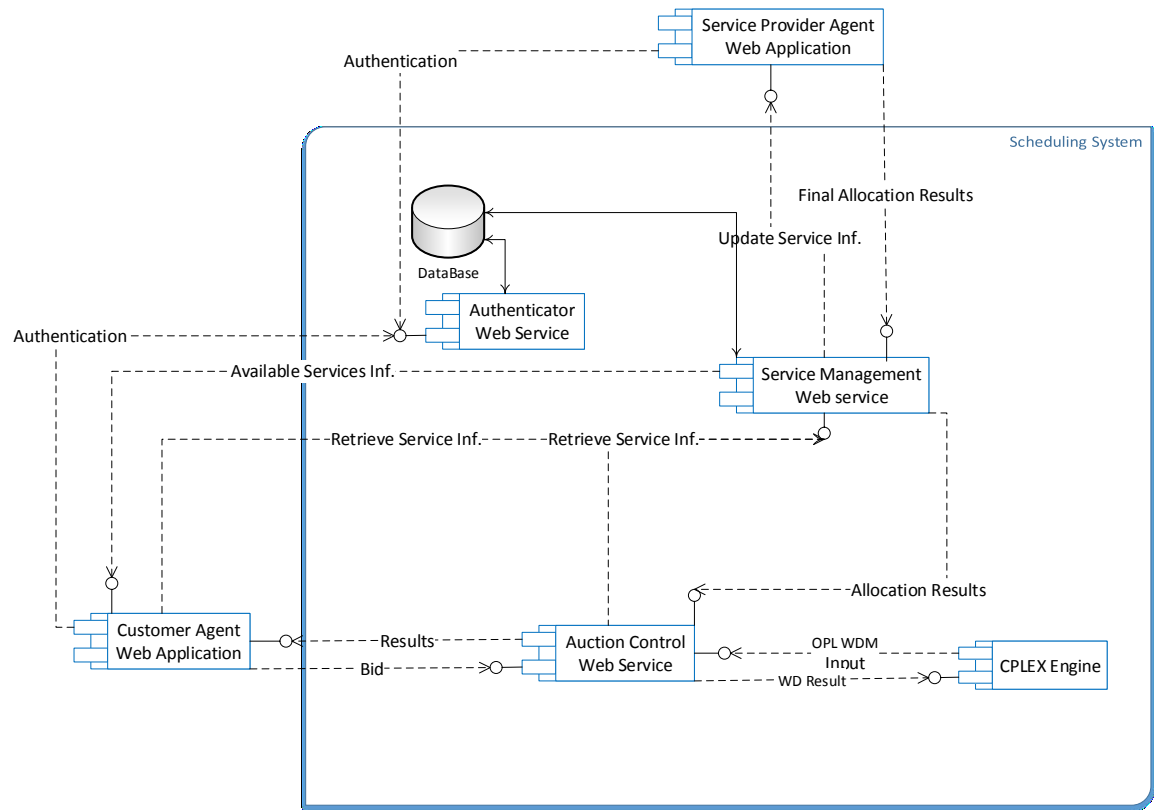 Service Provider Agent
Web Application
Authentication
Scheduling System
Final Allocation Results
Update Service Inf.
DataBase
Authenticator
Web Service
Authentication
Available Services Inf.
Service Management
Web service
Retrieve Service Inf.
Retrieve Service Inf.
Allocation Results
Customer Agent
Web Application
Results
Bid
Auction Control
Web Service
OPL WDM
Input
WD Result
CPLEX Engine